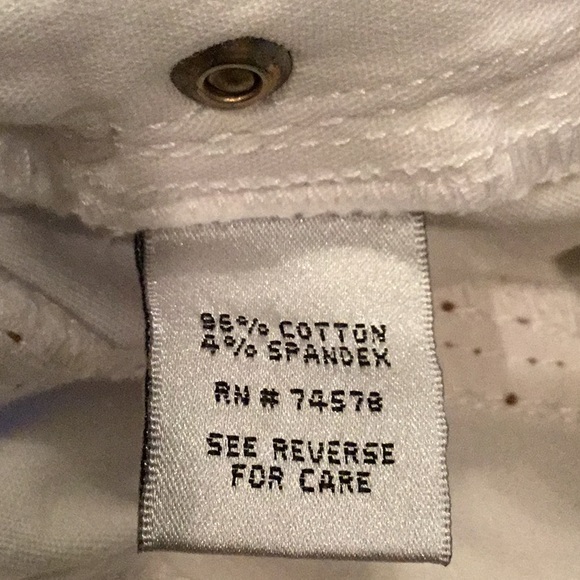 96% COTTON
4% SPANDEX
RN # 74578
SEE REVERSE
FOR CARE